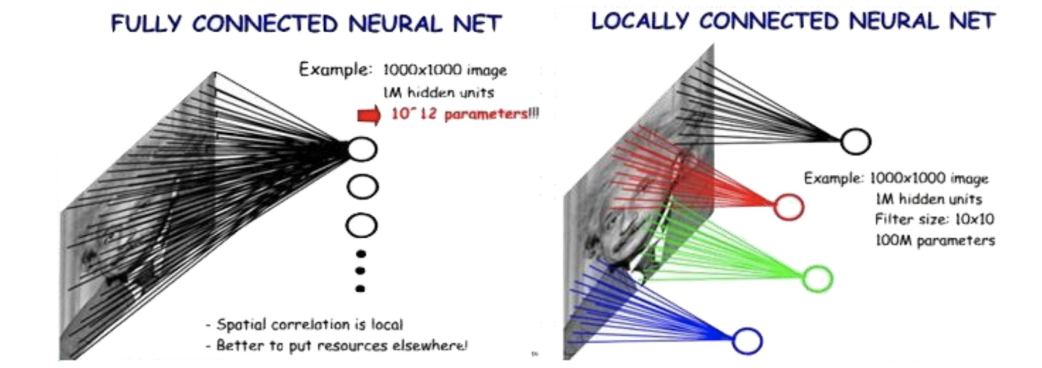 FULLY CONNECTED NEURAL NET
Example: 1000x1000 image
1M hidden units
10^12 parameters!!!
- Spatial correlation is local
- Better to put resources elsewhere!
LOCALLY CONNECTED NEURAL NET
Example: 1000x1000 image
1M hidden units
Filter size: 10x10
100M parameters